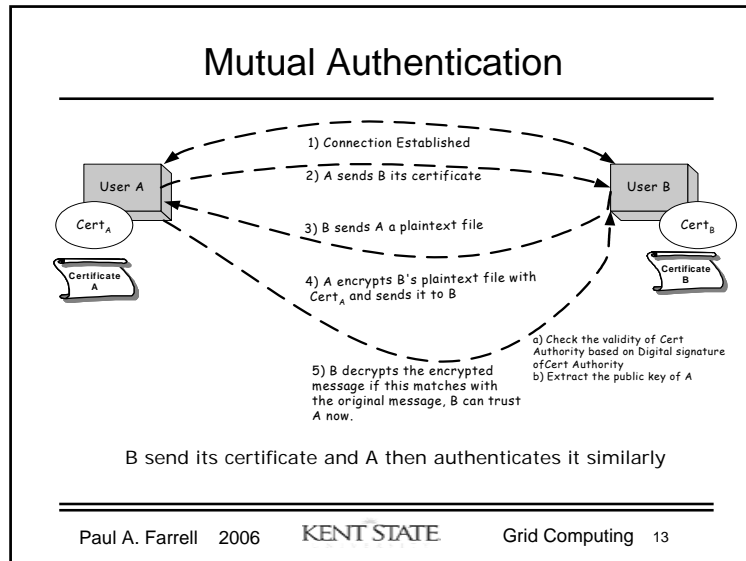 Mutual Authentication
1) Connection Established
User A
2) A sends B its certificate
User B
Cert_A
3) B sends A a plaintext file
Cert_B
Certificate
A
4) A encrypts B's plaintext file with
Cert_A and sends it to B
Certificate
B
a) Check the validity of Cert
Authority based on Digital signature
ofCert Authority
b) Extract the public key of A
5) B decrypts the encrypted
message if this matches with
the original message, B can trust
A now.
B send its certificate and A then authenticates it similarly
Paul A. Farrell 2006 KENT STATE Grid Computing 13